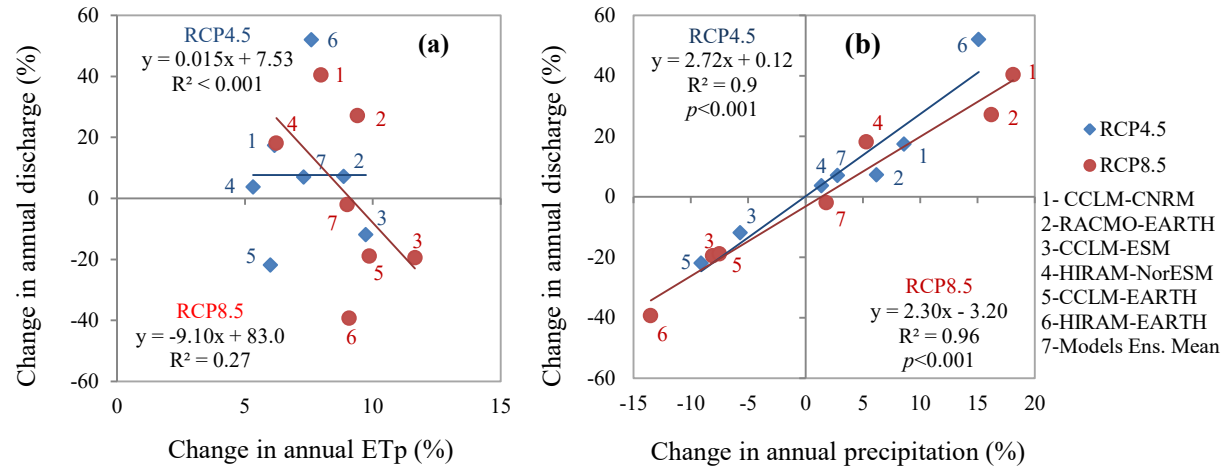 Change in annual discharge (%)
60
40
20
0
-20
-40
-60
0
5
10
15
Change in annual ETp (%)
(a)
RCP4.5
y = 0.015x + 7.53
R² < 0.001
RCP8.5
y = -9.10x + 83.0
R² = 0.27
6
1
2
4
1
7
2
4
7
3
3
5
5
6
Change in annual discharge (%)
60
40
20
0
-20
-40
-60
-15
-10
-5
0
5
10
15
20
Change in annual precipitation (%)
(b)
RCP4.5
y = 2.72x + 0.12
R² = 0.9
p<0.001
RCP8.5
y = 2.30x - 3.20
R² = 0.96
p<0.001
6
1
2
4
1
4
7
2
7
3
3
5
5
6
RCP4.5
RCP8.5
1- CCLM-CNRM
2-RACMO-EARTH
3-CCLM-ESM
4-HIRAM-NorESM
5-CCLM-EARTH
6-HIRAM-EARTH
7-Models Ens. Mean